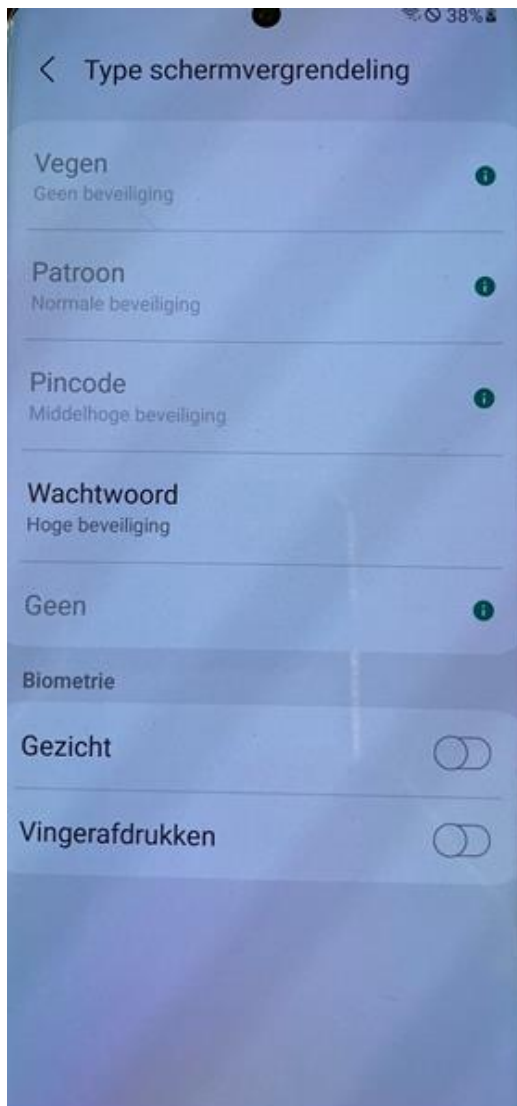 38%
Type schermvergrendeling
Vegen
Geen beveiliging
Patroon
Normale beveiliging
Pincode
Middelhoge beveiliging
Wachtwoord
Hoge beveiliging
Geen
Biometrie
Gezicht
Vingerafdrukken